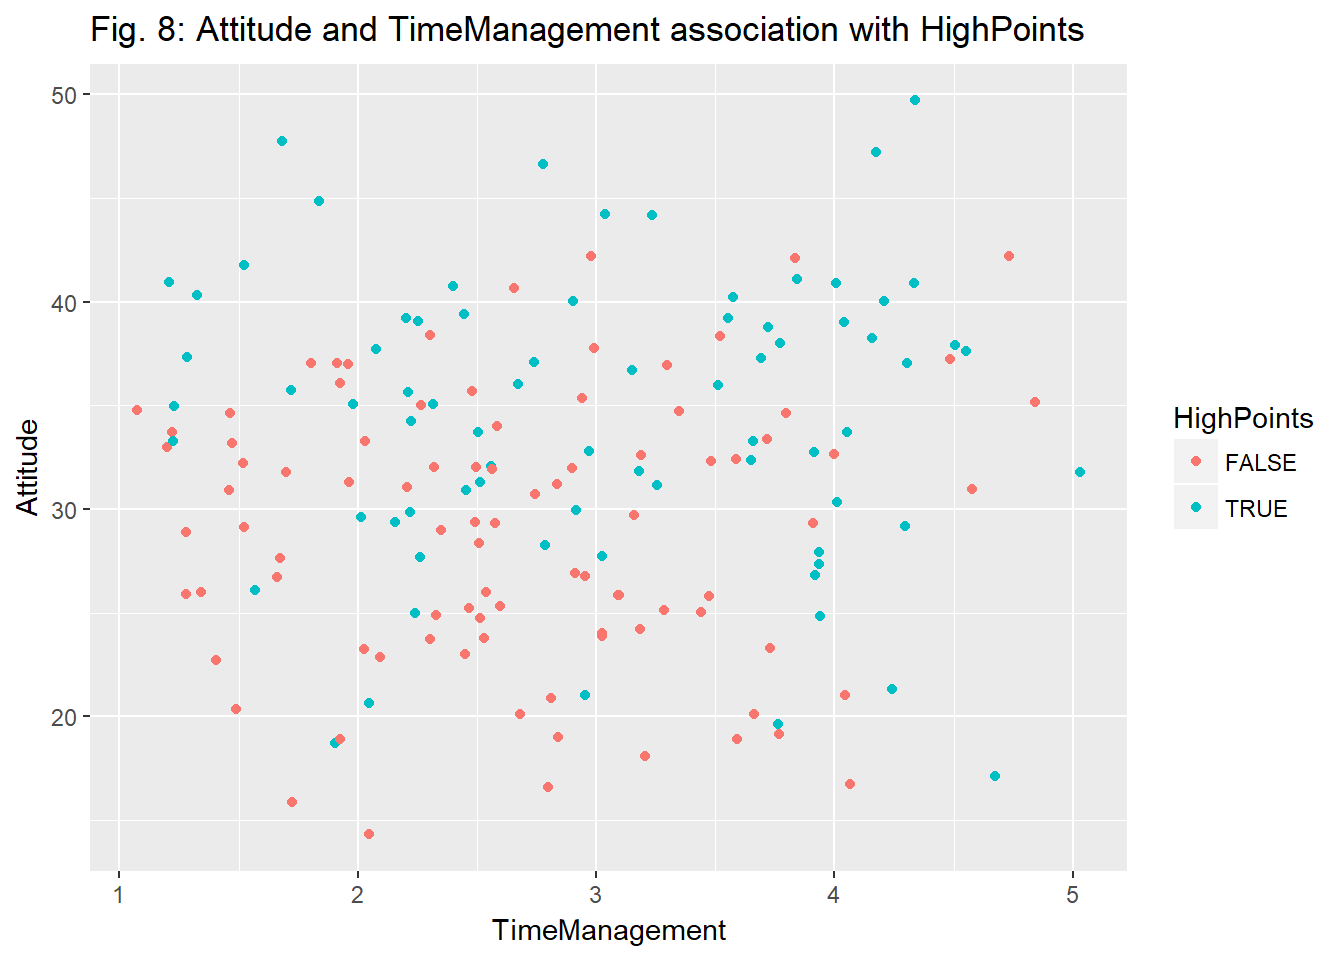 Fig. 8: Attitude and TimeManagement association with HighPoints
50
40
30
20
Attitude
1 2 3 4 5
TimeManagement
HighPoints
FALSE
TRUE